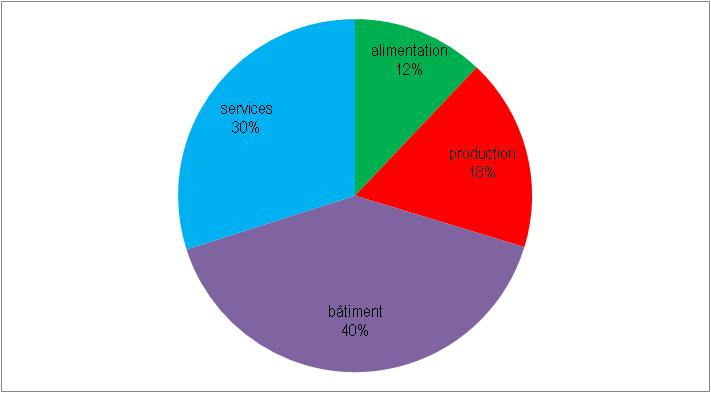 alimentation
12%
production
18%
bâtiment
40%
services
30%